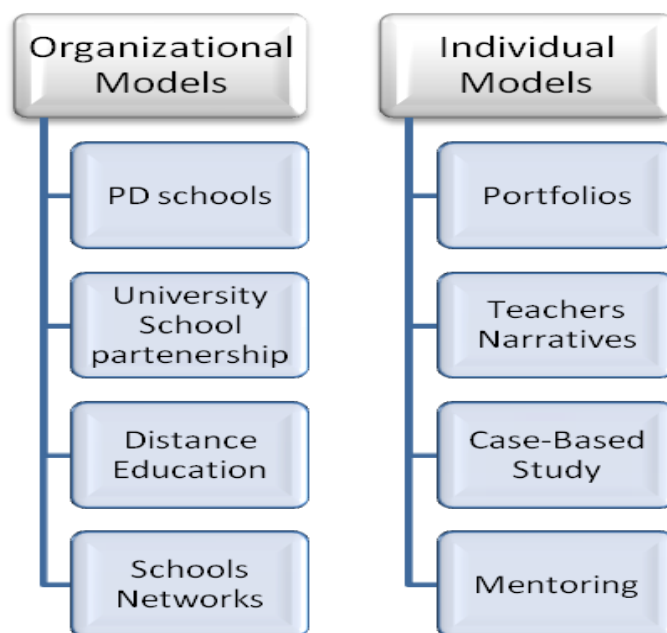 Organizational
Models
PD schools
University
School
partenership
Distance
Education
Schools
Networks
Individual
Models
Portfolios
Teachers
Narratives
Case-Based
Study
Mentoring